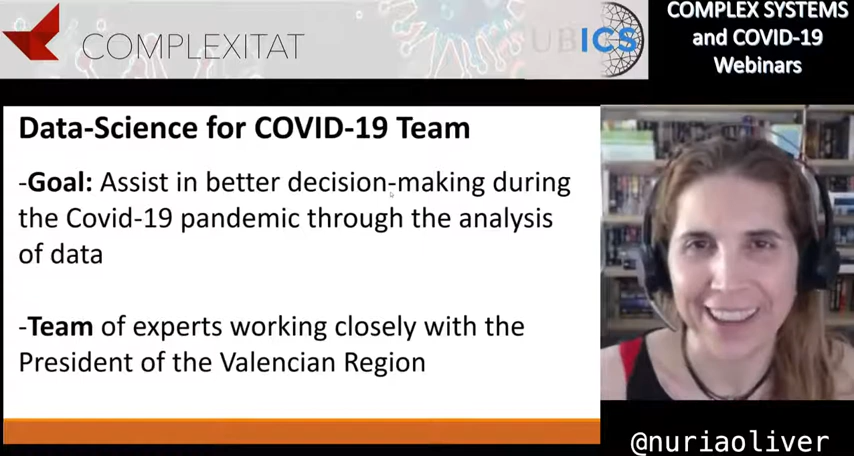 COMPLEXITAT
UBICS
COMPLEX SYSTEMS
and COVID-19
Webinars
Data-Science for COVID-19 Team
-Goal: Assist in better decision-making during
the Covid-19 pandemic through the analysis
of data
-Team of experts working closely with the
President of the Valencian Region
@nuriaoliver